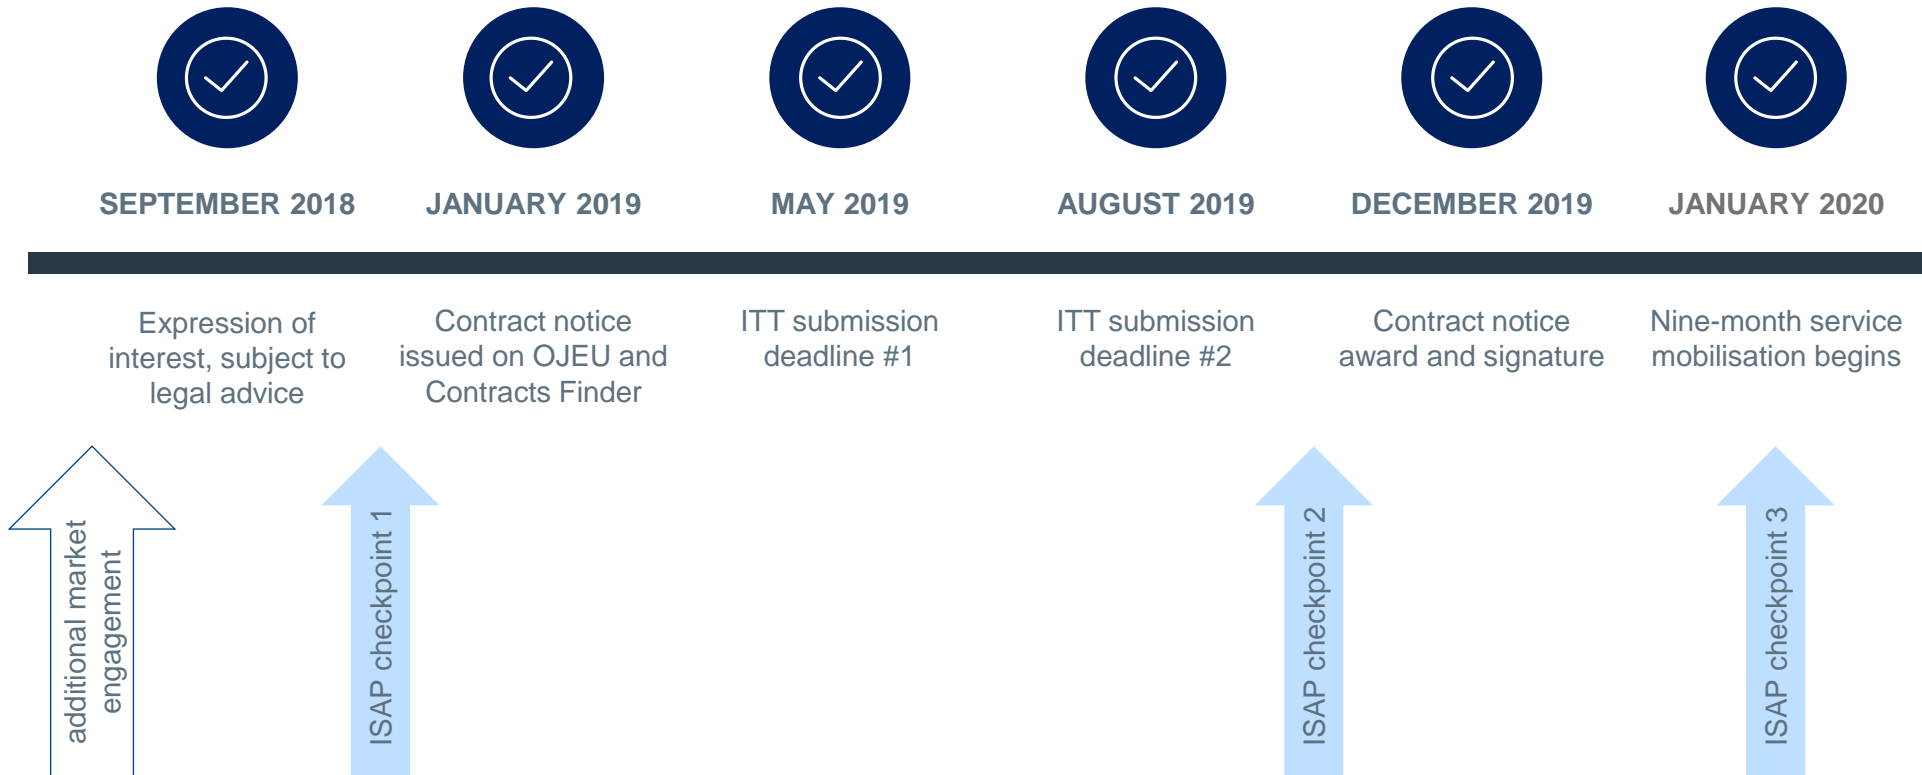 SEPTEMBER 2018
JANUARY 2019
MAY 2019
AUGUST 2019
DECEMBER 2019
JANUARY 2020
Expression of
interest, subject to
legal advice
Contract notice
issued on OJEU and
Contracts Finder
ITT submission
deadline #1
ITT submission
deadline #2
Contract notice
award and signature
Nine-month service
mobilisation begins
additional market
engagement
ISAP checkpoint 1
ISAP checkpoint 2
ISAP checkpoint 3